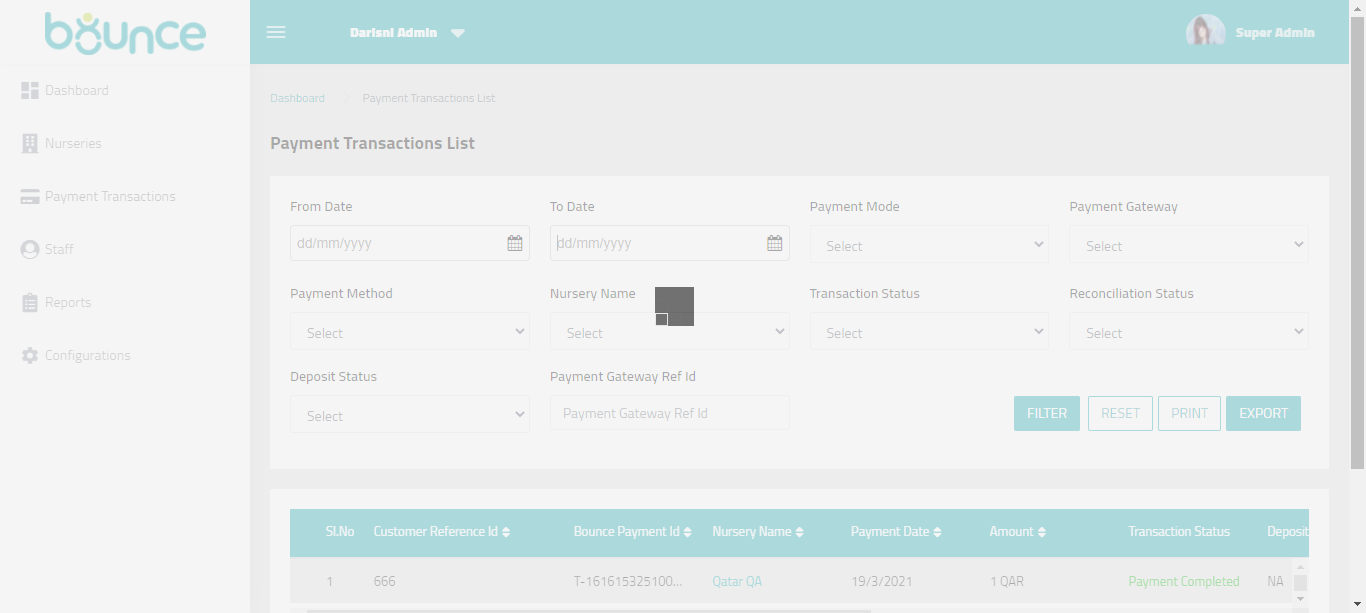 bounce
Darisni Admin
Super Admin
Dashboard
Nurseries
Payment Transactions
Staff
Reports
Configurations
Dashboard
Payment Transactions List
Payment Transactions List
From Date
To Date
Payment Mode
Payment Gateway
dd/mm/yyyy
dd/mm/yyyy
Select
Select
Payment Method
Nursery Name
Transaction Status
Reconciliation Status
Select
Select
Select
Select
Deposit Status
Payment Gateway Ref Id
Select
Payment Gateway Ref Id
FILTER
RESET
PRINT
EXPORT
Sl.No Customer Reference Id Bounce Payment Id Nursery Name Payment Date Amount Transaction Status Deposit
1 666 T-161615325100... Qatar QA 19/3/2021 1 QAR Payment Completed NA